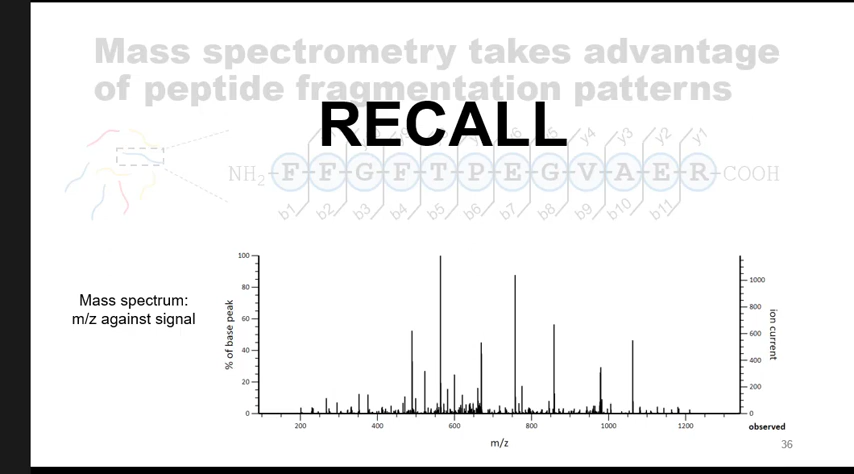 Mass spectrometry takes advantage
of peptide fragmentation patterns
RECALL
y4 y3 y2 y1
NH2 F F G F T P E G V A E R COOH
b1 b2 b3 b4 b5 b6 b7 b8 b9 b10 b11
Mass spectrum:
m/z against signal
% of base peak
100
80
60
40
20
0
200 400 600 800 1000 1200
m/z
1000
800
600
400
200
0
ion current
observed
36